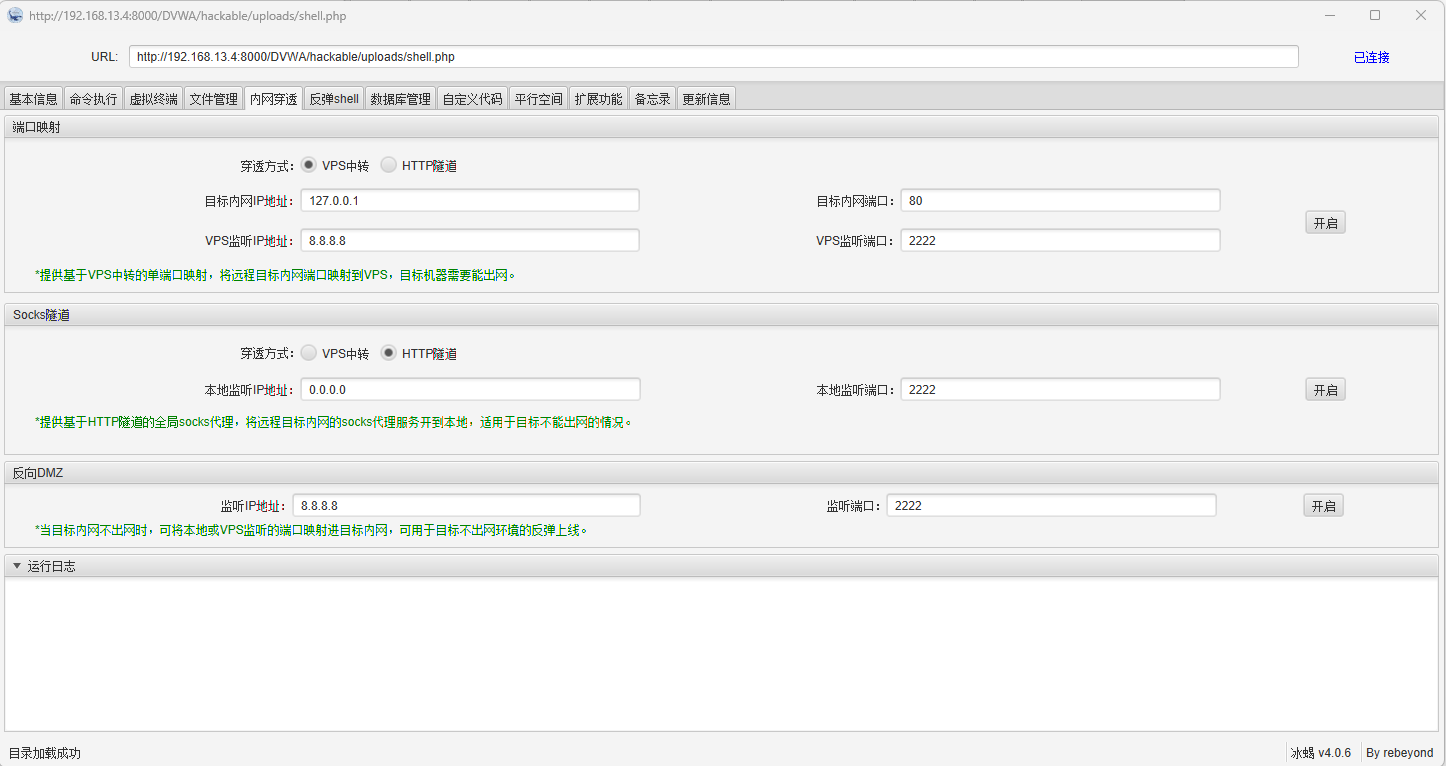 http://192.168.13.4:8000/DVWA/hackable/uploads/shell.php
URL: http://192.168.13.4:8000/DVWA/hackable/uploads/shell.php 已连接
基本信息 命令执行 虚拟终端 文件管理 内网穿透 反弹shell 数据库管理 自定义代码 平行空间 扩展功能 备忘录 更新信息
端口映射
穿透方式: VPS中转 HTTP隧道
目标内网IP地址: 127.0.0.1 目标内网端口: 80
开启
VPS监听IP地址: 8.8.8.8 VPS监听端口: 2222
*提供基于VPS中转的单端口映射，将远程目标内网端口映射到VPS，目标机器需要能出网。
Socks隧道
穿透方式: VPS中转 HTTP隧道
本地监听IP地址: 0.0.0.0 本地监听端口: 2222 开启
*提供基于HTTP隧道的全局socks代理，将远程目标内网的socks代理服务开到本地，适用于目标不能出网的情况。
反向DMZ
监听IP地址: 8.8.8.8 监听端口: 2222 开启
*当目标内网不出网时，可将本地或VPS监听的端口映射进目标内网，可用于目标不出网环境的反弹上线。
运行日志
目录加载成功 冰蝎 v4.0.6 By rebeyond